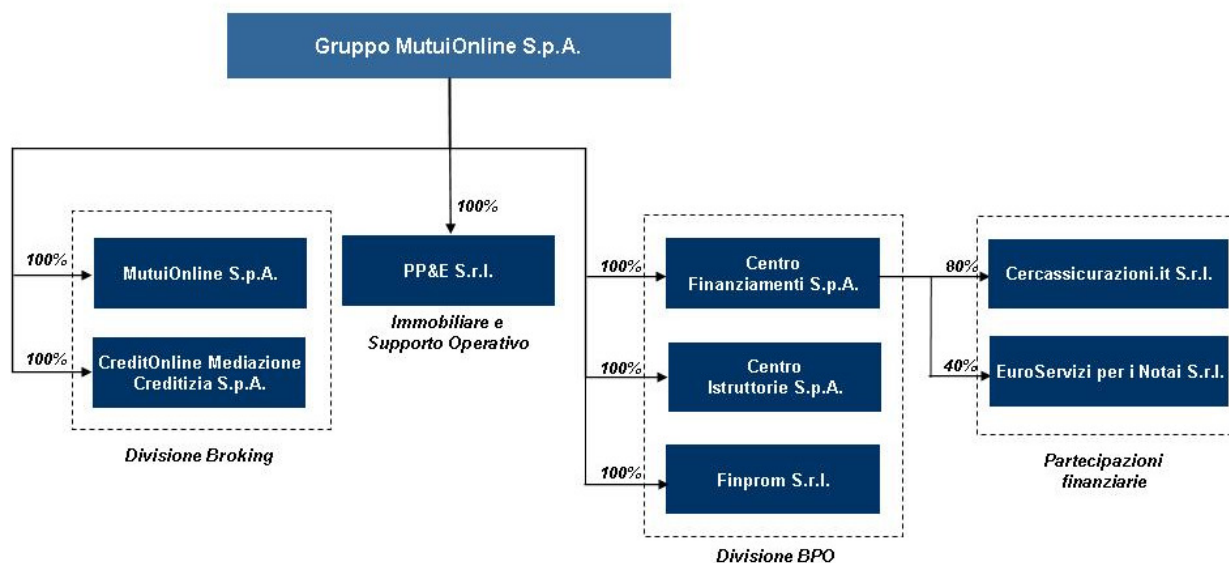 Gruppo MutuiOnline S.p.A.
100%
100%
MutuiOnline S.p.A.
100%
CreditOnline Mediazione
Creditizia S.p.A.
Divisione Broking
PP&E S.r.l.
Immobiliare e
Supporto Operativo
100%
Centro
Finanziamenti S.p.A.
100%
Centro
Istruttorie S.p.A.
100%
Finprom S.r.l.
Divisione BPO
80%
Cercassicurazioni.it S.r.l.
40%
EuroServizi per i Notai S.r.l.
Partecipazioni
finanziarie